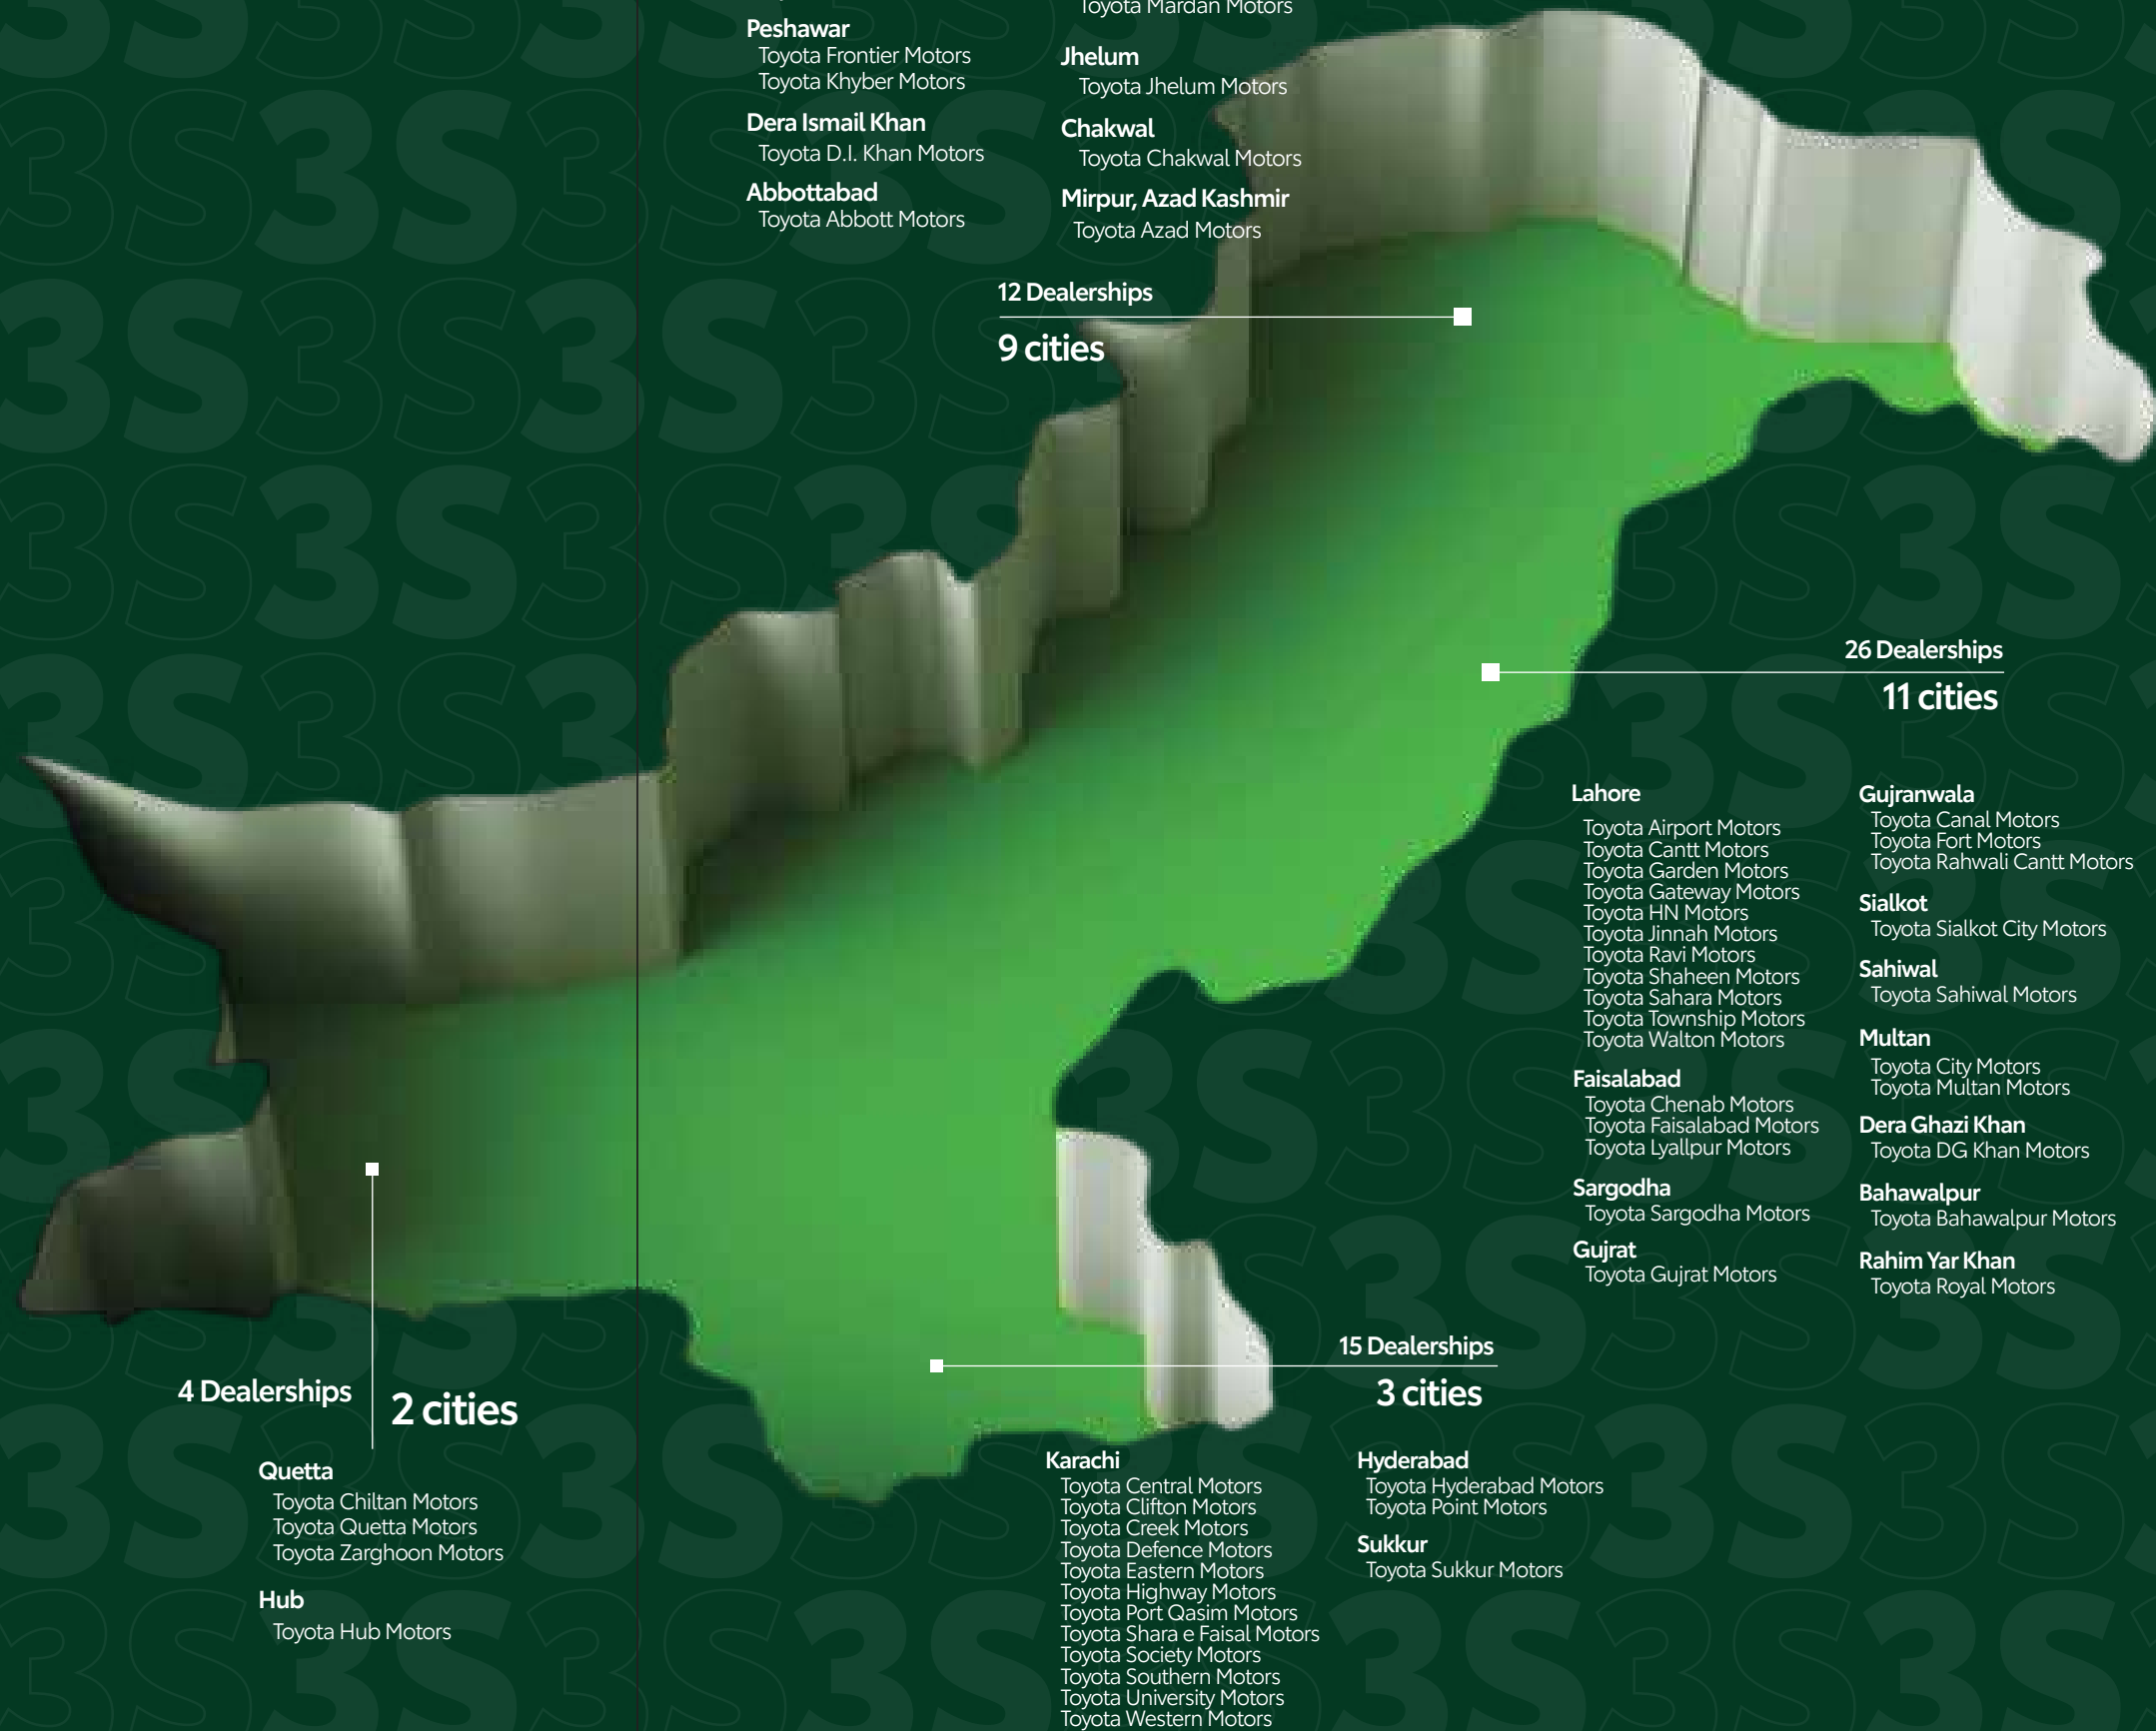 Toyota Mardan Motors
Peshawar
Toyota Frontier Motors
Toyota Khyber Motors
Dera Ismail Khan
Toyota D.I. Khan Motors
Abbottabad
Toyota Abbott Motors
Jhelum
Toyota Jhelum Motors
Chakwal
Toyota Chakwal Motors
Mirpur, Azad Kashmir
Toyota Azad Motors
12 Dealerships
9 cities
26 Dealerships
11 cities
Lahore
Toyota Airport Motors
Toyota Cantt Motors
Toyota Garden Motors
Toyota Gateway Motors
Toyota HN Motors
Toyota Jinnah Motors
Toyota Ravi Motors
Toyota Shaheen Motors
Toyota Sahara Motors
Toyota Township Motors
Toyota Walton Motors
Faisalabad
Toyota Chenab Motors
Toyota Faisalabad Motors
Toyota Lyallpur Motors
Sargodha
Toyota Sargodha Motors
Gujrat
Toyota Gujrat Motors
Gujranwala
Toyota Canal Motors
Toyota Fort Motors
Toyota Rahwali Cantt Motors
Sialkot
Toyota Sialkot City Motors
Sahiwal
Toyota Sahiwal Motors
Multan
Toyota City Motors
Toyota Multan Motors
Dera Ghazi Khan
Toyota DG Khan Motors
Bahawalpur
Toyota Bahawalpur Motors
Rahim Yar Khan
Toyota Royal Motors
4 Dealerships
2 cities
Quetta
Toyota Chiltan Motors
Toyota Quetta Motors
Toyota Zarghoon Motors
Hub
Toyota Hub Motors
15 Dealerships
3 cities
Karachi
Toyota Central Motors
Toyota Clifton Motors
Toyota Creek Motors
Toyota Defence Motors
Toyota Eastern Motors
Toyota Highway Motors
Toyota Port Qasim Motors
Toyota Shara e Faisal Motors
Toyota Society Motors
Toyota Southern Motors
Toyota University Motors
Toyota Western Motors
Hyderabad
Toyota Hyderabad Motors
Toyota Point Motors
Sukkur
Toyota Sukkur Motors